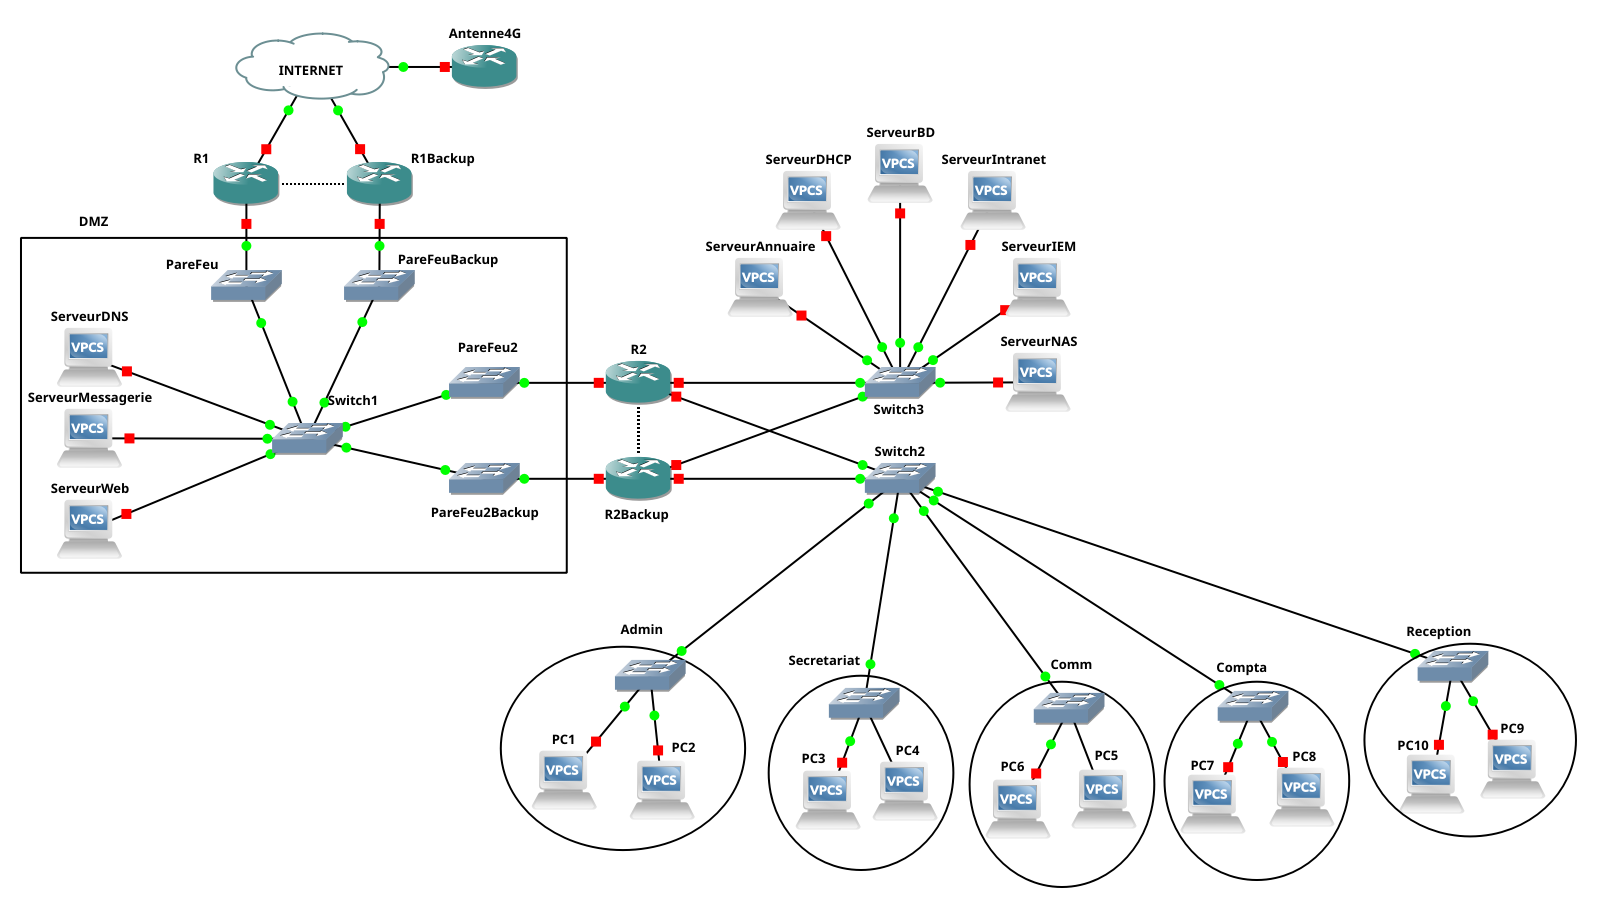 Antenne4G
INTERNET
R1
R1Backup
DMZ
PareFeu
PareFeuBackup
ServeurDNS
VPCS
ServeurMessagerie
VPCS
ServeurWeb
VPCS
Switch1
PareFeu2
PareFeu2Backup
R2
R2Backup
ServeurBD
VPCS
ServeurDHCP
VPCS
ServeurIntranet
VPCS
ServeurAnnuaire
VPCS
ServeurIEM
VPCS
ServeurNAS
VPCS
Switch3
Switch2
Admin
PC1
VPCS
PC2
VPCS
Secretariat
PC3
VPCS
PC4
VPCS
Comm
PC6
VPCS
PC5
VPCS
Compta
PC7
VPCS
PC8
VPCS
Reception
PC10
VPCS
PC9
VPCS